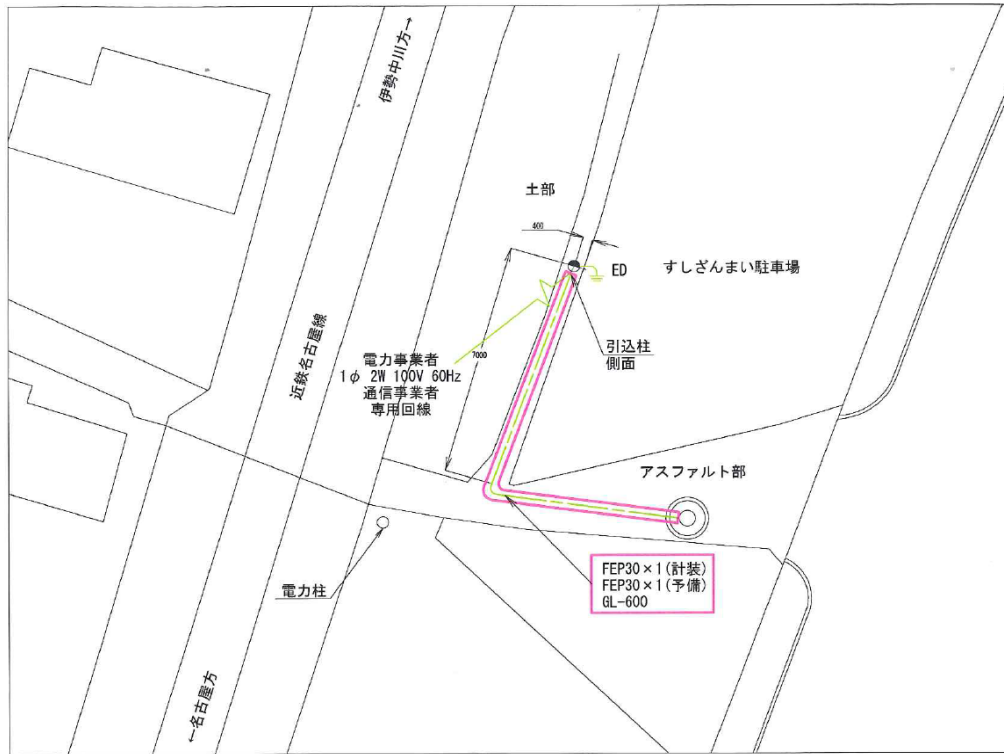 伊勢中川方→
土部
400
ED
すしざんまい駐車場
引込柱
側面
近鉄名古屋線
7000
電力事業者
1φ 2W 100V 60Hz
通信事業者
専用回線
アスファルト部
電力柱
FEP30×1(計装)
FEP30×1(予備)
GL-600
←名古屋方